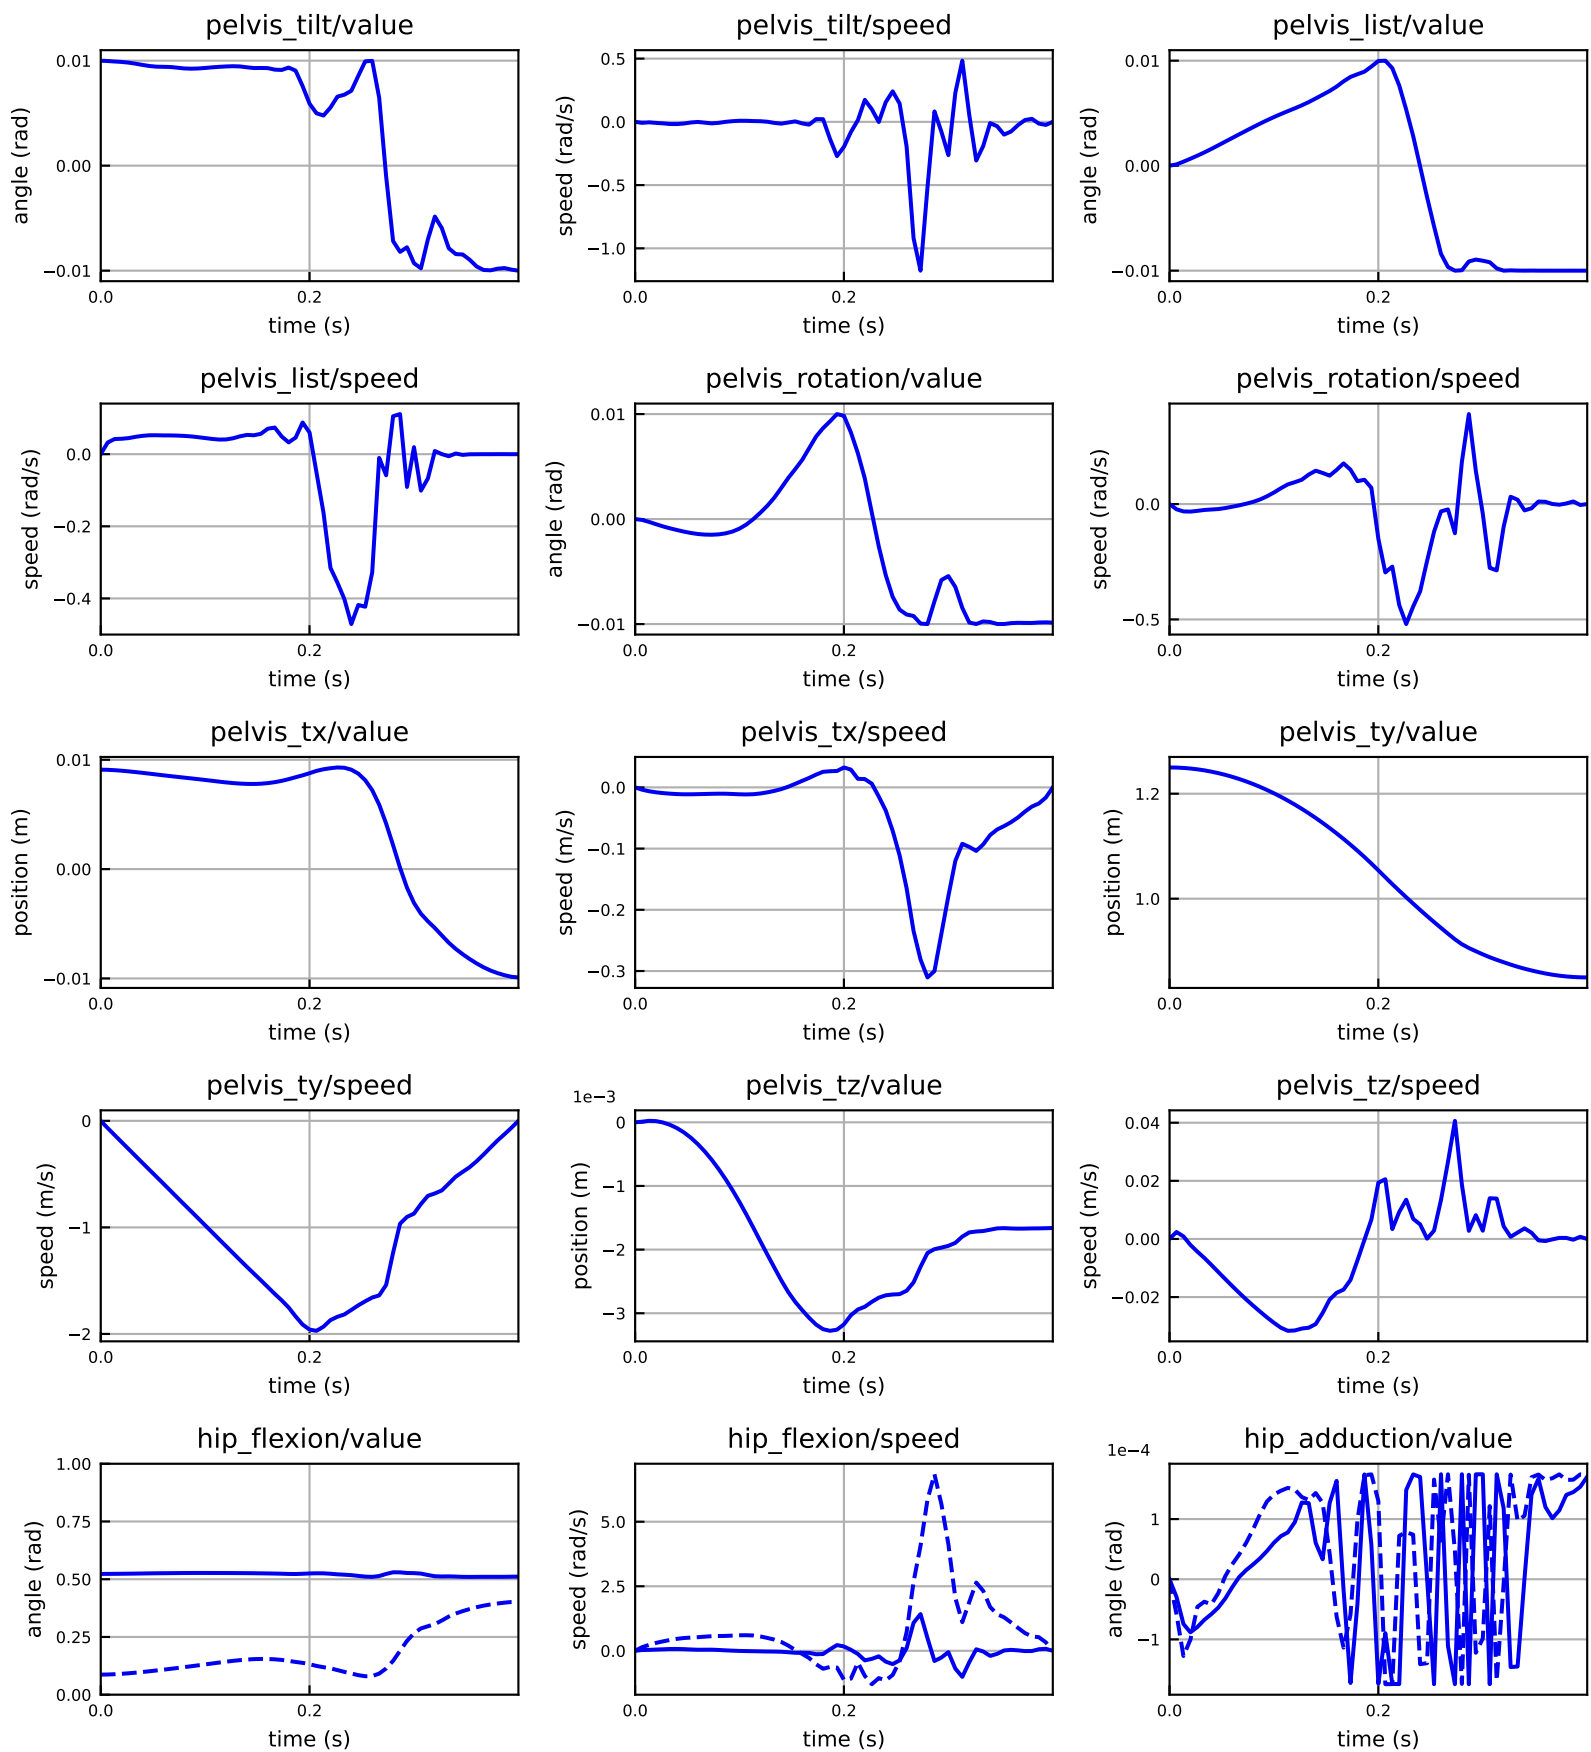 pelvis_tilt/value
angle (rad)
0.01
0.00
−0.01
0.0
0.2
time (s)
pelvis_tilt/speed
speed (rad/s)
0.5
0.0
−0.5
−1.0
0.0
0.2
time (s)
pelvis_list/value
angle (rad)
0.01
0.00
−0.01
0.0
0.2
time (s)
pelvis_list/speed
speed (rad/s)
0.0
−0.2
−0.4
0.0
0.2
time (s)
pelvis_rotation/value
angle (rad)
0.01
0.00
−0.01
0.0
0.2
time (s)
pelvis_rotation/speed
speed (rad/s)
0.0
−0.5
0.0
0.2
time (s)
pelvis_tx/value
position (m)
0.01
0.00
−0.01
0.0
0.2
time (s)
pelvis_tx/speed
speed (m/s)
0.0
−0.1
−0.2
−0.3
0.0
0.2
time (s)
pelvis_ty/value
position (m)
1.2
1.0
0.0
0.2
time (s)
pelvis_ty/speed
speed (m/s)
0
−1
−2
0.0
0.2
time (s)
pelvis_tz/value
1e−3
position (m)
0
−1
−2
−3
0.0
0.2
time (s)
pelvis_tz/speed
speed (m/s)
0.04
0.02
0.00
−0.02
0.0
0.2
time (s)
hip_flexion/value
angle (rad)
1.00
0.75
0.50
0.25
0.00
0.0
0.2
time (s)
hip_flexion/speed
speed (rad/s)
5.0
2.5
0.0
0.0
0.2
time (s)
hip_adduction/value
1e−4
angle (rad)
1
0
−1
0.0
0.2
time (s)